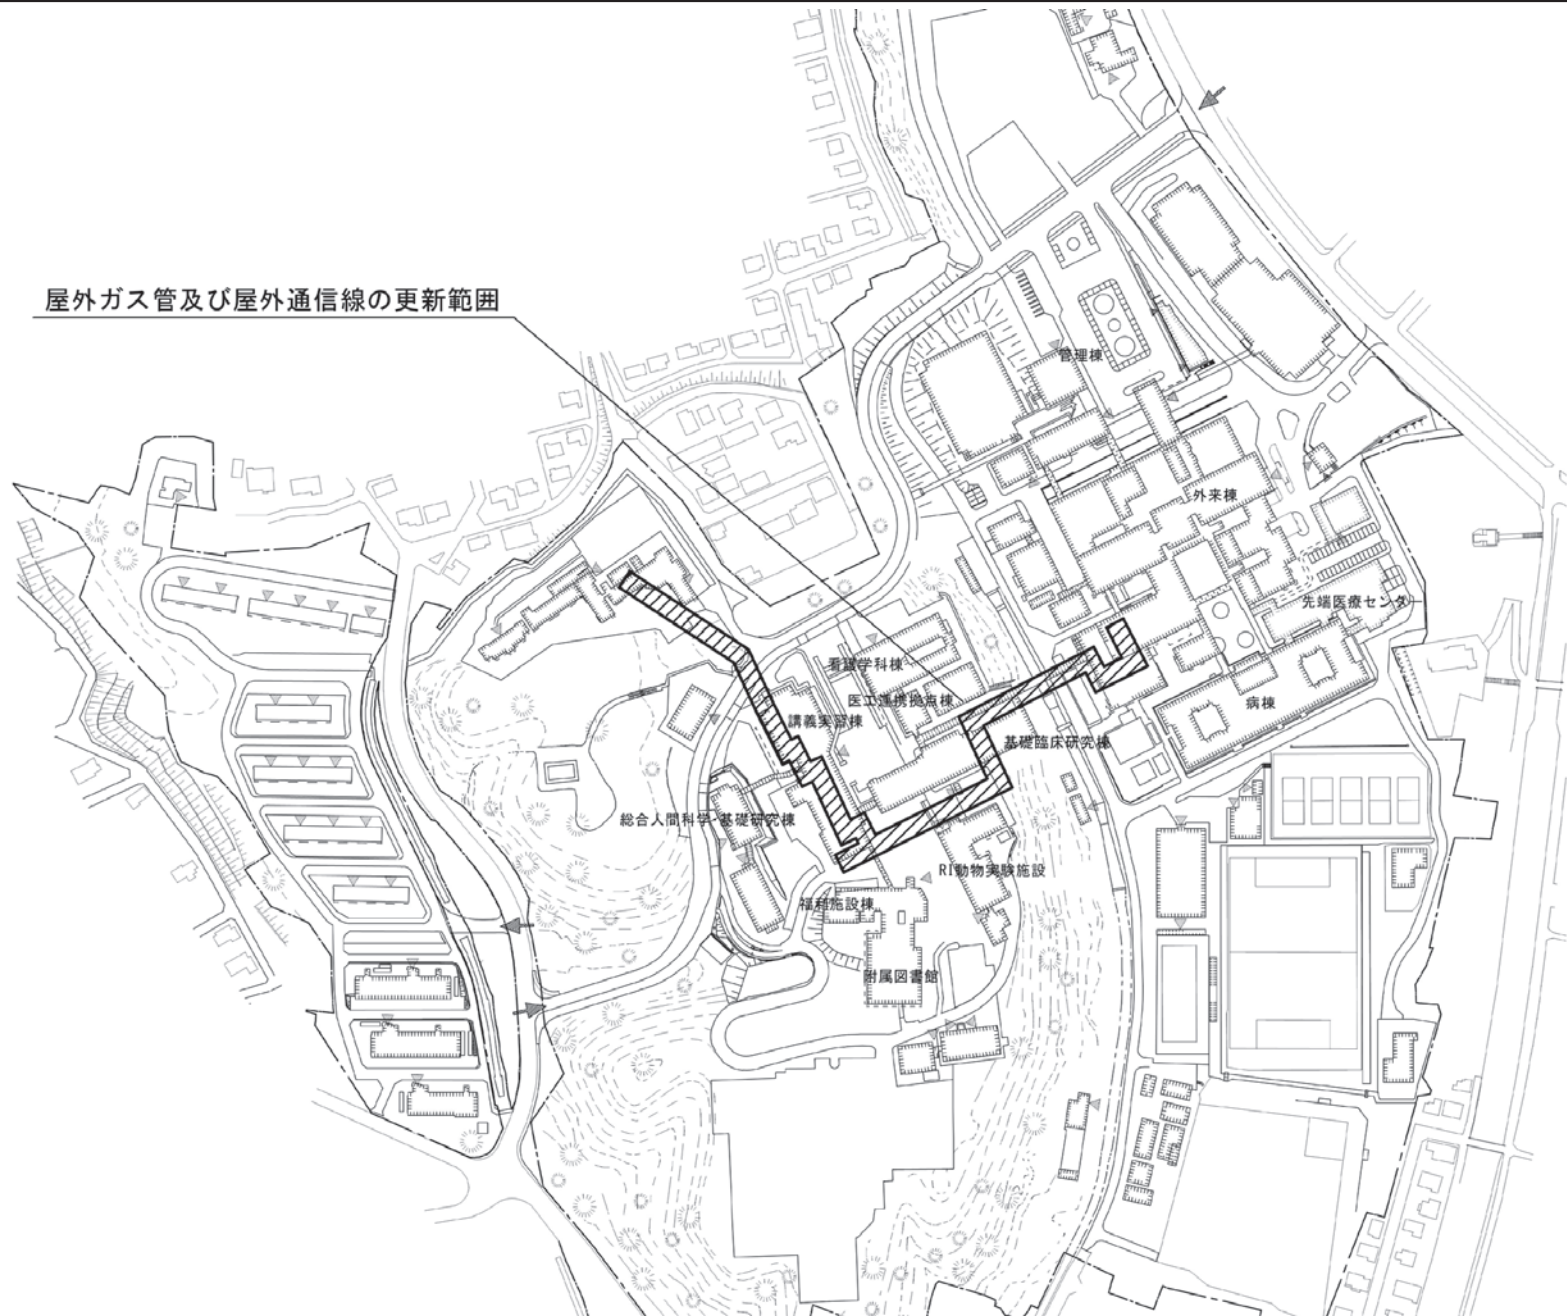 屋外ガス管及び屋外通信線の更新範囲
管理棟
外来棟
先端医療センター
看護学科棟
医工連携拠点棟
病棟
講義実習棟
基礎臨床研究棟
総合人間科学・基礎研究棟
RI動物実験施設
福利施設棟
附属図書館